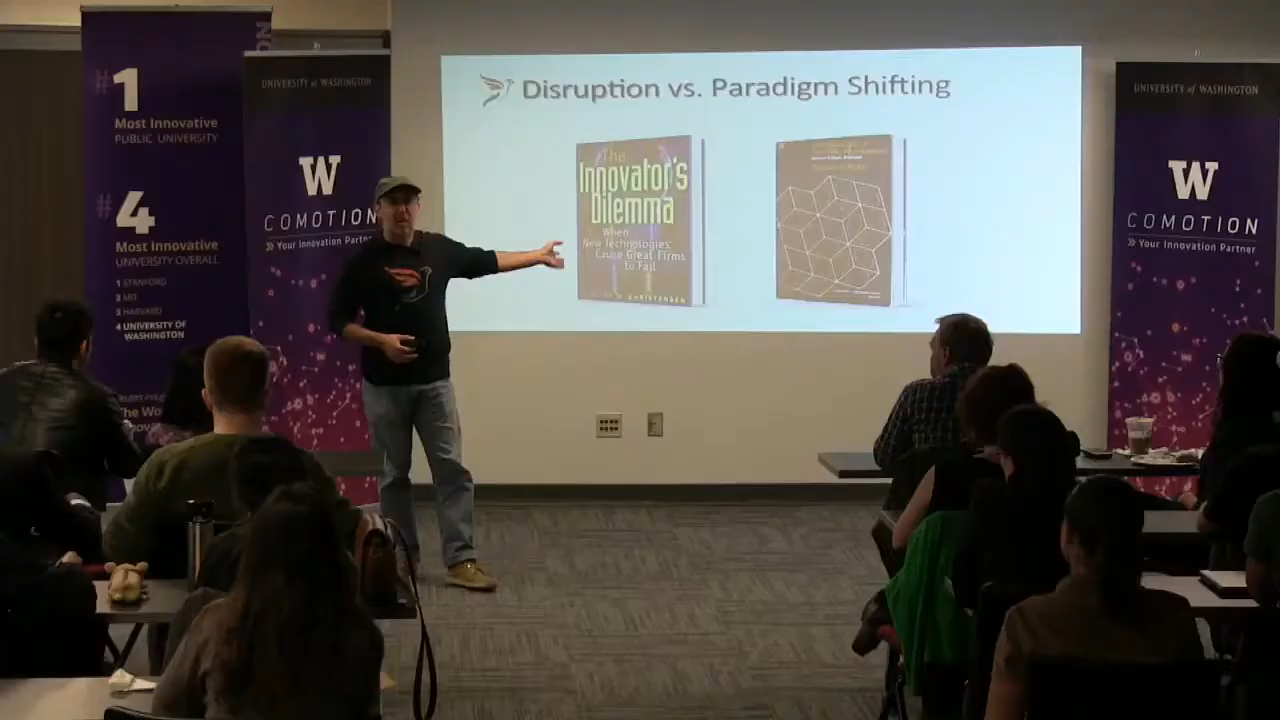 #1
Most Innovative
PUBLIC UNIVERSITY
#4
Most Innovative
UNIVERSITY OVERALL
1 STANFORD
2 MIT
3 HARVARD
4 UNIVERSITY OF
WASHINGTON
UNIVERSITY of WASHINGTON
W
COMOTION
Your Innovation Partner
Disruption vs. Paradigm Shifting
The
Innovator's
Dilemma
When
New Technologies
Cause Great Firms
to Fail
CHRISTENSEN
UNIVERSITY of WASHINGTON
W
COMOTION
Your Innovation Partner